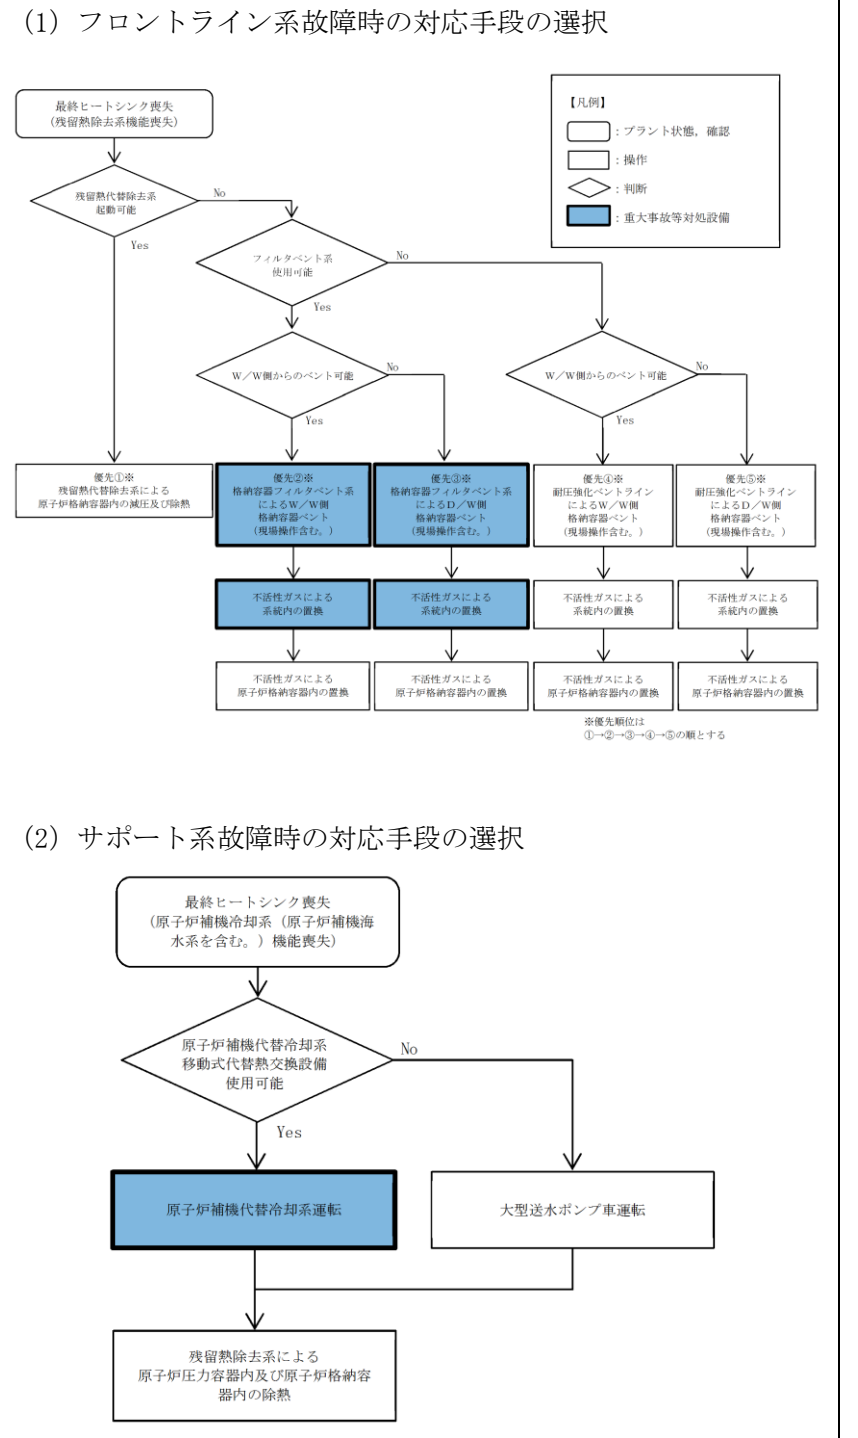 (1) フロントライン系故障時の対応手段の選択
最終ヒートシンク喪失
(残留熱除去系機能喪失)
【凡例】
：プラント状態，確認
：操作
：判断
：重大事故等対処設備
残留熱代替除去系
起動可能
No
Yes
フィルタベント系
使用可能
No
Yes
W／W側からのベント可能
No
Yes
W／W側からのベント可能
No
Yes
優先①※
残留熱代替除去系による
原子炉格納容器内の減圧及び除熱
優先②※
格納容器フィルタベント系
によるW／W側
格納容器ベント
(現場操作含む。)
優先③※
格納容器フィルタベント系
によるD／W側
格納容器ベント
(現場操作含む。)
優先④※
耐圧強化ベントライン
によるW／W側
格納容器ベント
(現場操作含む。)
優先⑤※
耐圧強化ベントライン
によるD／W側
格納容器ベント
(現場操作含む。)
不活性ガスによる
系統内の置換
不活性ガスによる
系統内の置換
不活性ガスによる
系統内の置換
不活性ガスによる
系統内の置換
不活性ガスによる
原子炉格納容器内の置換
不活性ガスによる
原子炉格納容器内の置換
不活性ガスによる
原子炉格納容器内の置換
不活性ガスによる
原子炉格納容器内の置換
※優先順位は
①→②→③→④→⑤の順とする
(2) サポート系故障時の対応手段の選択
最終ヒートシンク喪失
(原子炉補機冷却系（原子炉補機海
水系を含む。）機能喪失)
原子炉補機代替冷却系
移動式代替熱交換設備
使用可能
No
Yes
原子炉補機代替冷却系運転
大型送水ポンプ車運転
残留熱除去系による
原子炉圧力容器内及び原子炉格納容
器内の除熱